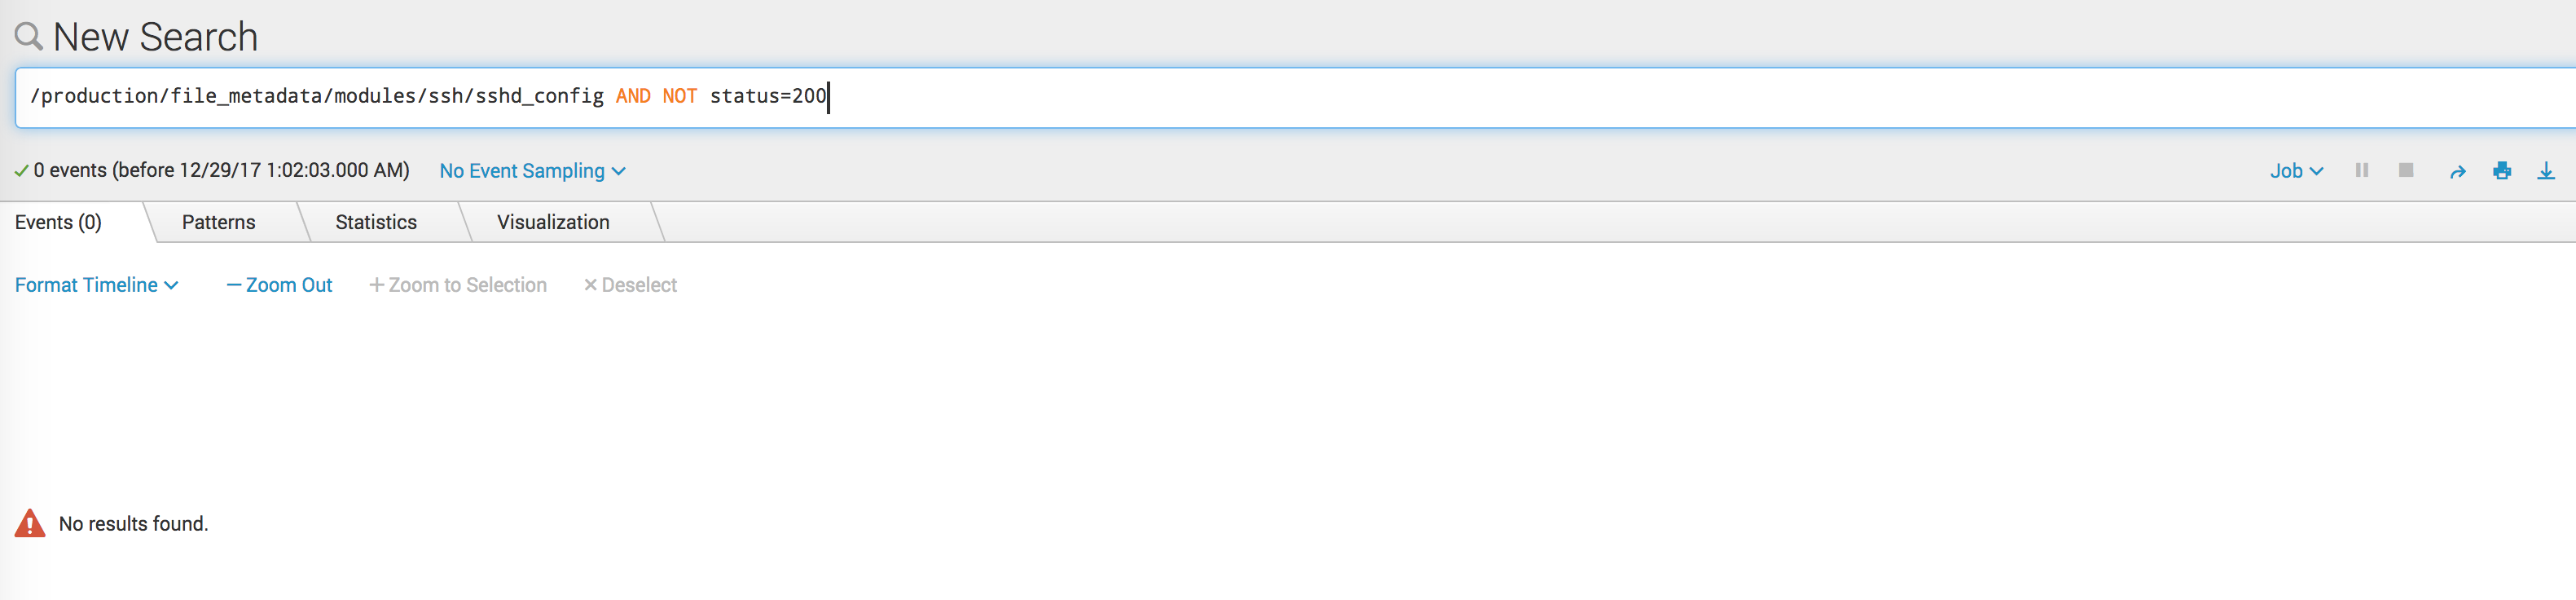 New Search
/production/file_metadata/modules/ssh/sshd_config AND NOT status=200
0 events (before 12/29/17 1:02:03.000 AM) No Event Sampling Job
Events (0) Patterns Statistics Visualization
Format Timeline — Zoom Out + Zoom to Selection × Deselect
No results found.